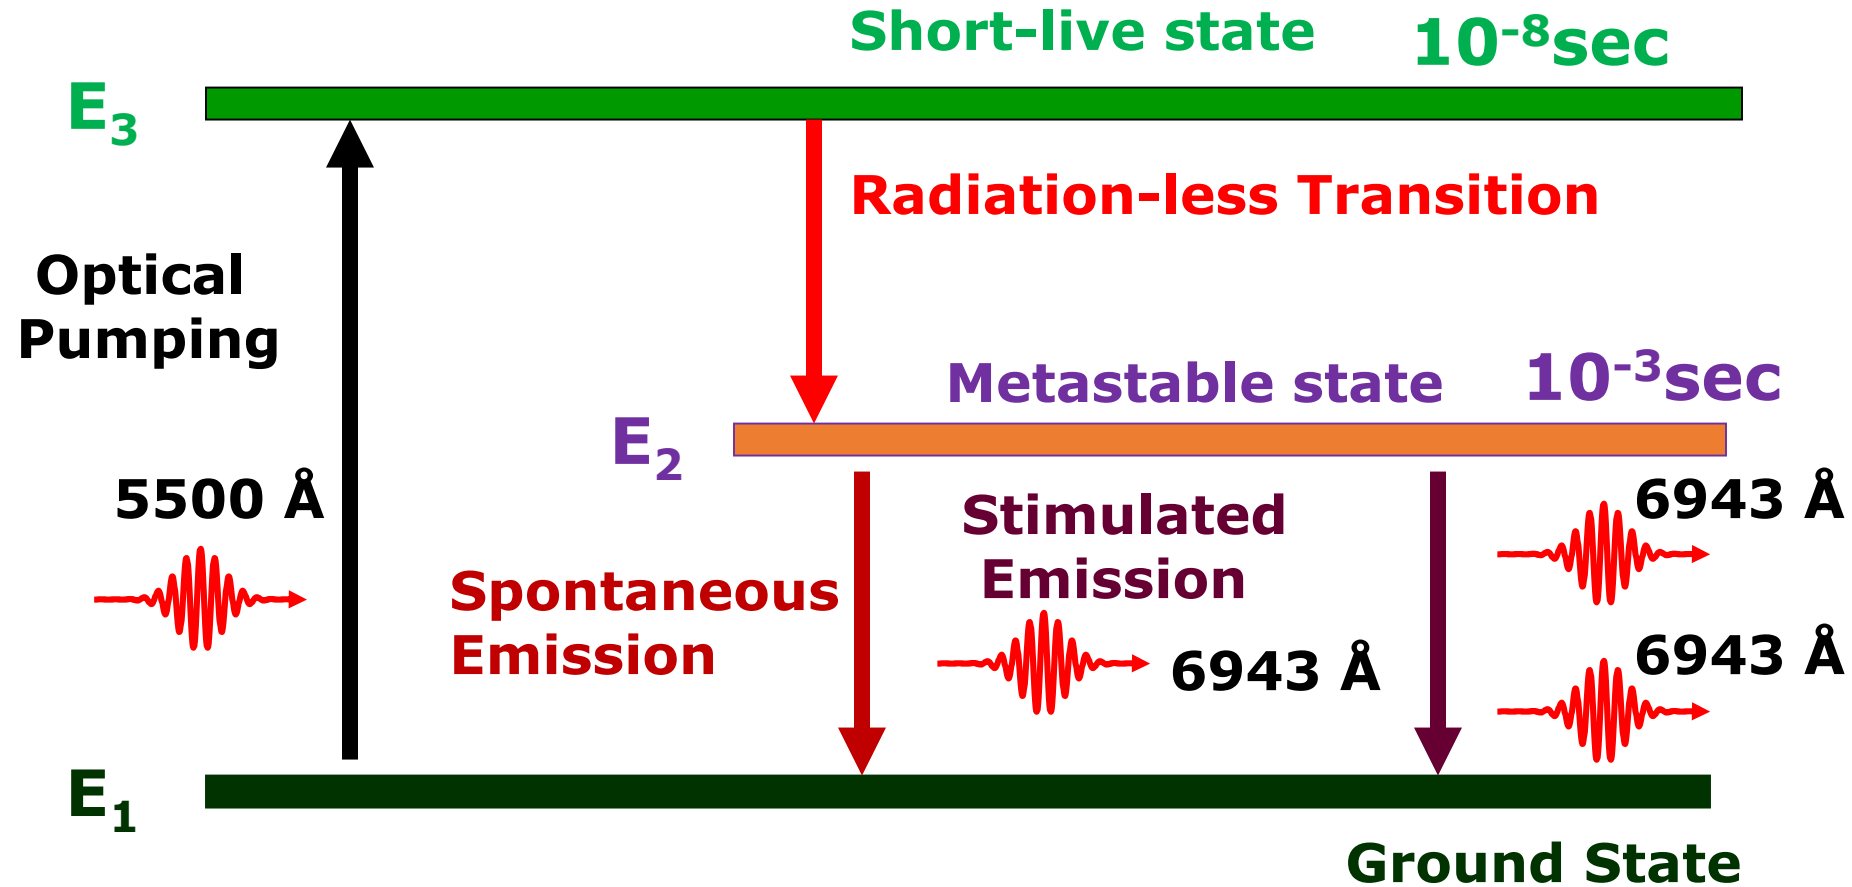 Short-live state
10⁻⁸sec
E₃
Radiation-less Transition
Optical
Pumping
Metastable state
10⁻³sec
E₂
5500 Å
Stimulated
Emission
6943 Å
Spontaneous
Emission
6943 Å
6943 Å
E₁
Ground State